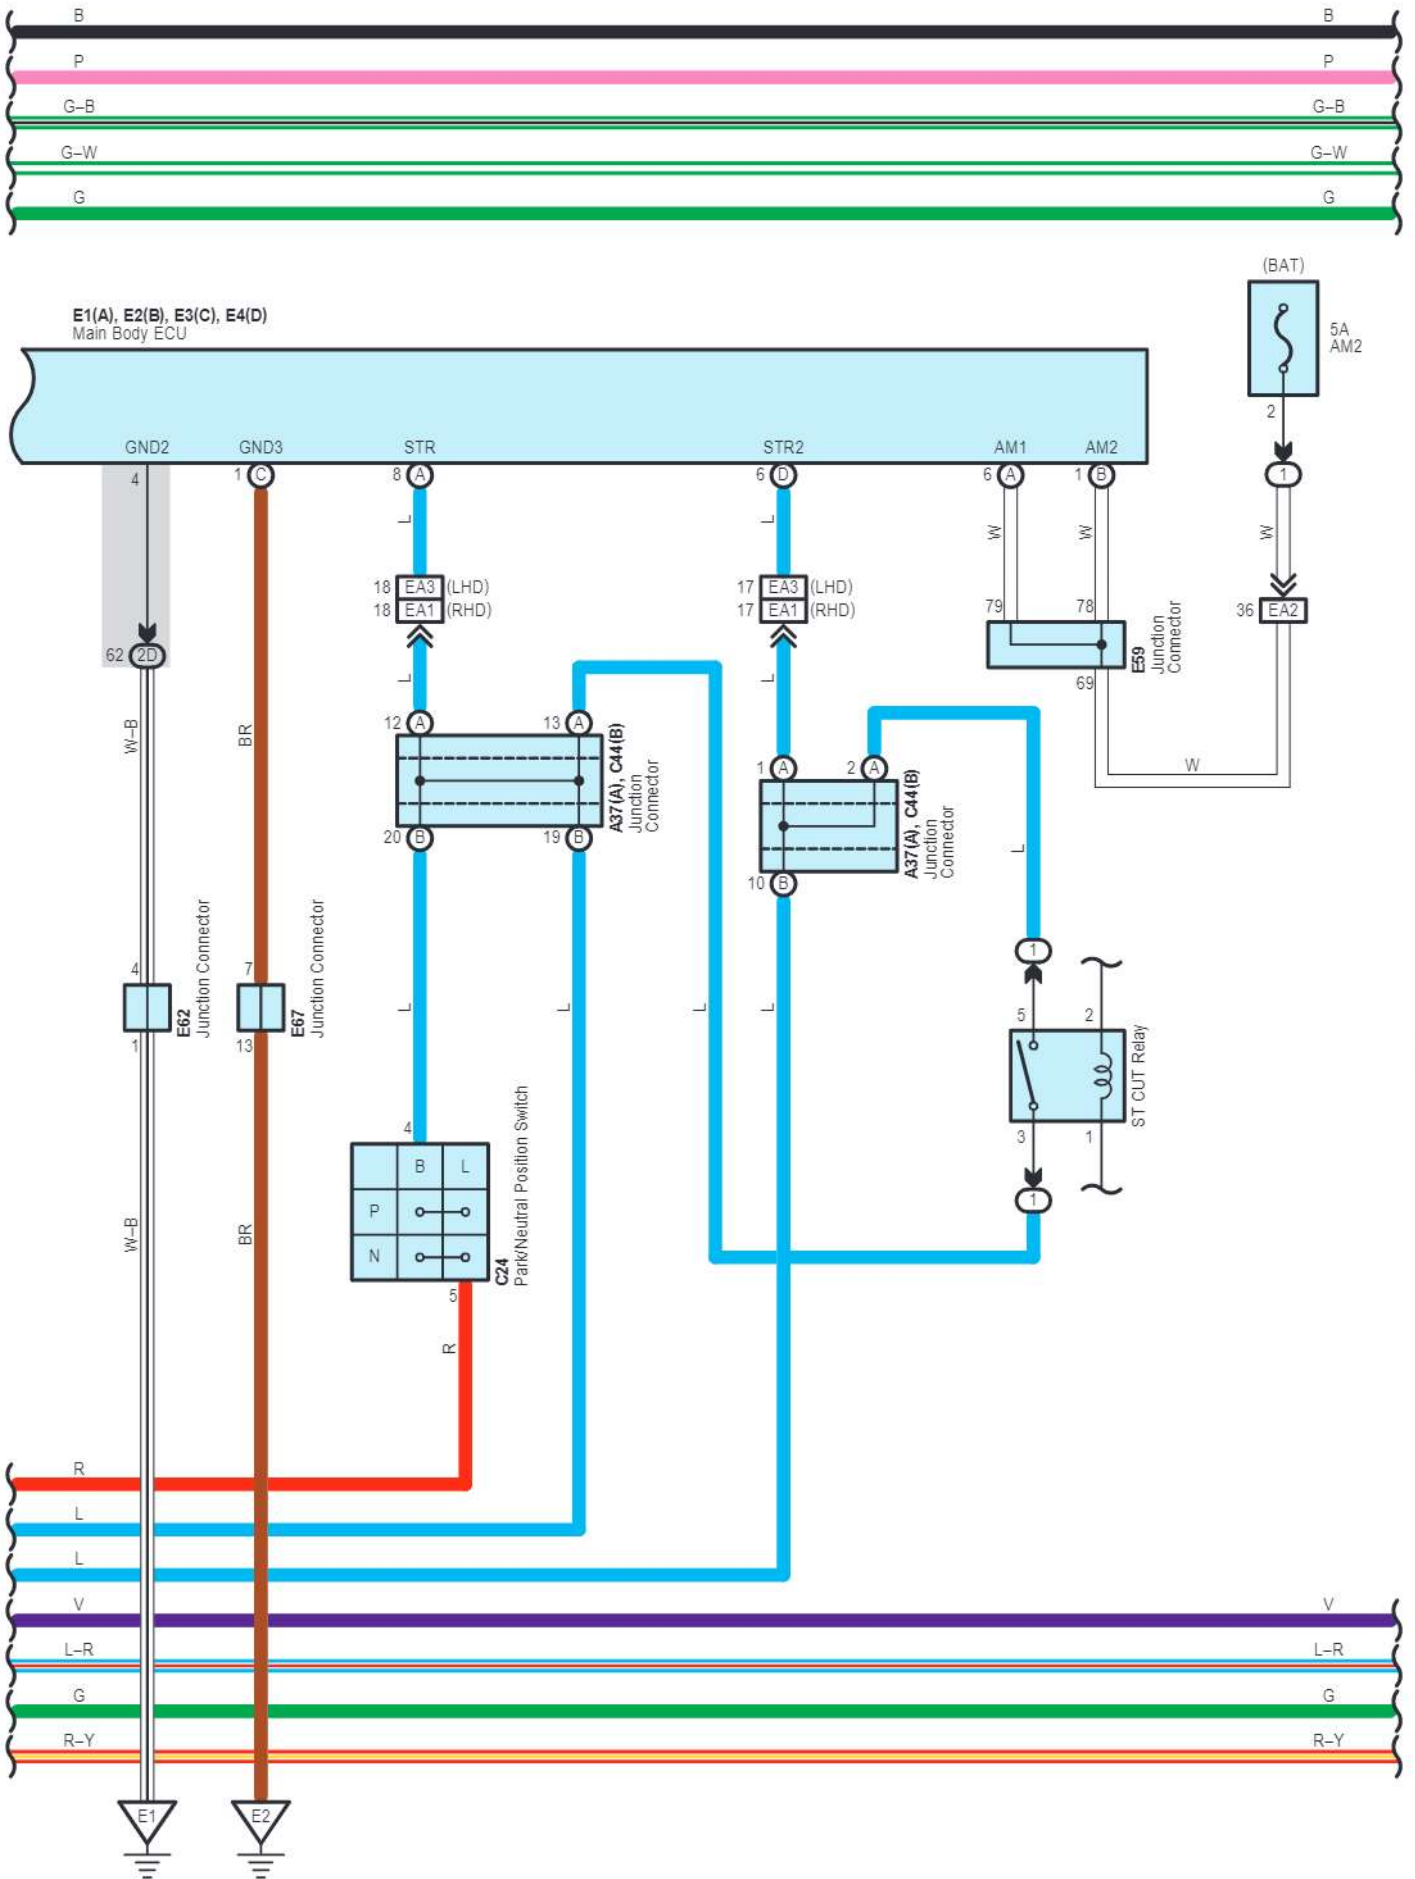 B B
P P
G–B G–B
G–W G–W
G G
(BAT)
E1(A), E2(B), E3(C), E4(D)
Main Body ECU
5A
AM2
2
GND2 GND3 STR STR2 AM1 AM2
4 1 C 8 A 6 D 6 A 1 B 1
L L W W W
18 EA3 (LHD) 17 EA3 (LHD)
18 EA1 (RHD) 17 EA1 (RHD)
79 78 36 EA2
62 2D
E59
Junction
Connector
69
L L
W–B BR
12 A 13 A
A37(A), C44(B)
Junction
Connector
20 B 19 B
W
1 A 2 A
A37(A), C44(B)
Junction
Connector
10 B
L
1
4 7
E62
Junction Connector
E67
Junction Connector
1 13
L L L L
5 2
ST CUT Relay
3 1
1
4
B L
P
N
C24
Park/Neutral Position Switch
5
W–B BR
R
R
L
L
V V
L–R L–R
G G
R–Y R–Y
E1 E2